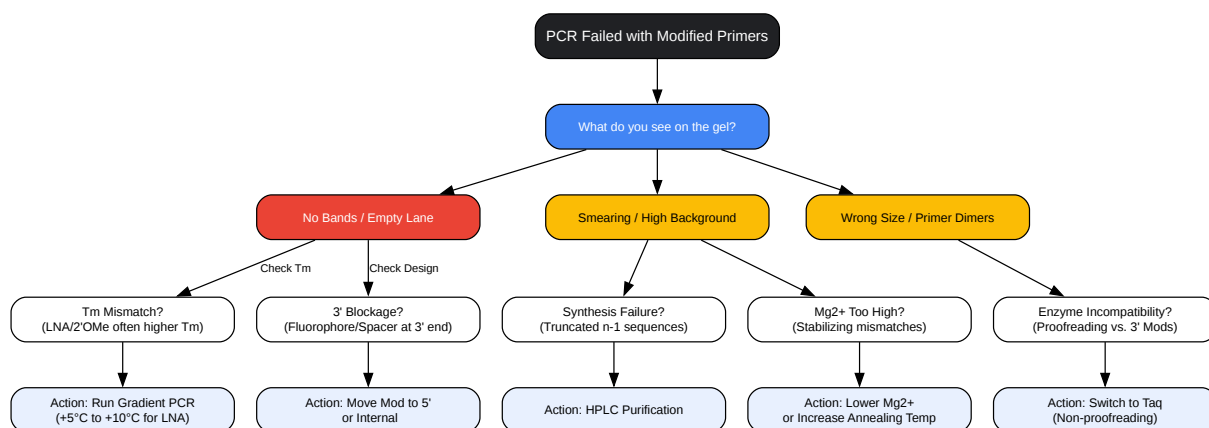 PCR Failed with Modified Primers
What do you see on the gel?
No Bands / Empty Lane
Smearing / High Background
Wrong Size / Primer Dimers
Check Tm
Check Design
Tm Mismatch?
(LNA/2'OMe often higher Tm)
3' Blockage?
(Fluorophore/Spacer at 3' end)
Synthesis Failure?
(Truncated n-1 sequences)
Mg2+ Too High?
(Stabilizing mismatches)
Enzyme Incompatibility?
(Proofreading vs. 3' Mods)
Action: Run Gradient PCR
(+5°C to +10°C for LNA)
Action: Move Mod to 5'
or Internal
Action: HPLC Purification
Action: Lower Mg2+
or Increase Annealing Temp
Action: Switch to Taq
(Non-proofreading)